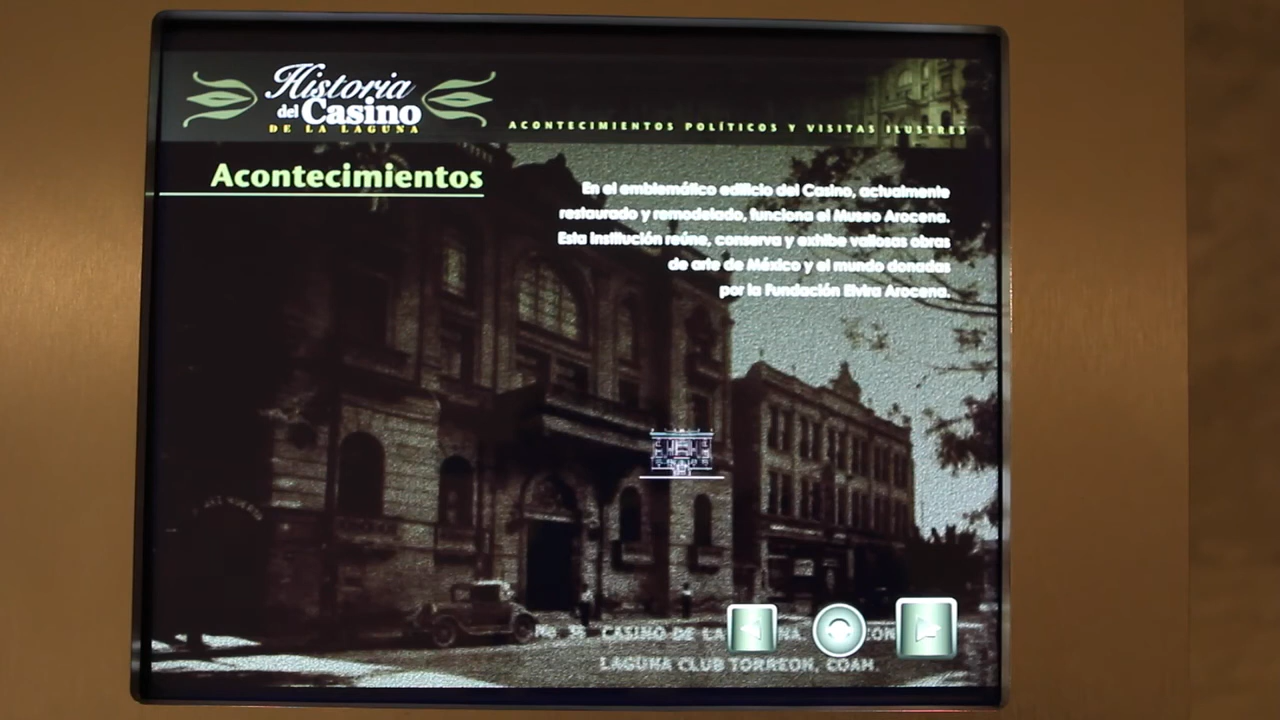 Historia
del Casino
DE LA LAGUNA
ACONTECIMIENTOS POLÍTICOS Y VISITAS ILUSTRES
Acontecimientos
En el emblemático edificio del Casino, actualmente
restaurado y remodelado, funciona el Museo Arocena.
Esta institución reúne, conserva y exhibe valiosas obras
de arte de México y el mundo donadas
por la Fundación Elvira Arocena.
No. 35 CASINO DE LA
LAGUNA CLUB TORREON, COAH.